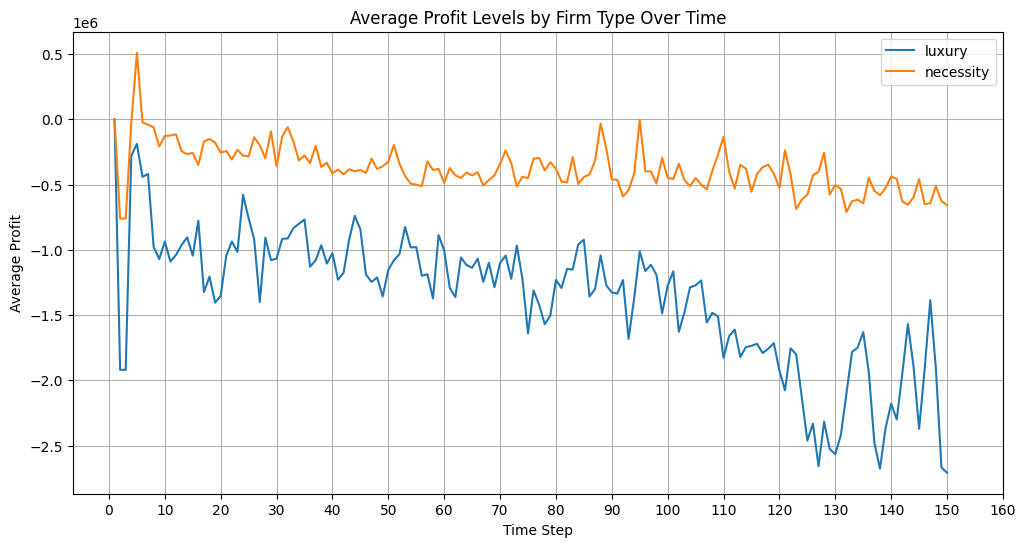 Average Profit Levels by Firm Type Over Time
1e6
luxury
necessity
0.5
0.0
−0.5
−1.0
−1.5
−2.0
−2.5
Average Profit
0 10 20 30 40 50 60 70 80 90 100 110 120 130 140 150 160
Time Step